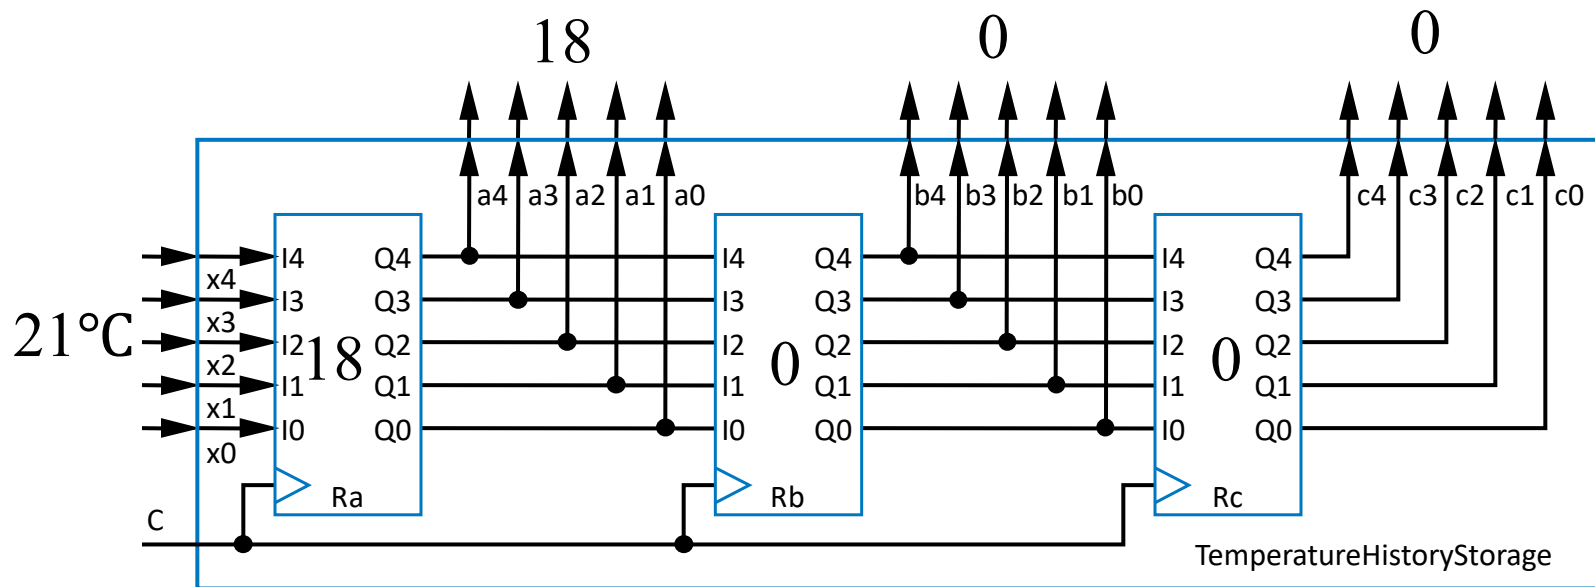 18 0 0
a4 a3 a2 a1 a0 b4 b3 b2 b1 b0 c4 c3 c2 c1 c0
I4 Q4 I4 Q4 I4 Q4
x4
I3 Q3 I3 Q3 I3 Q3
x3
21°C I2 18 Q2 I2 0 Q2 I2 0 Q2
x2
I1 Q1 I1 Q1 I1 Q1
x1
I0 Q0 I0 Q0 I0 Q0
x0
Ra Rb Rc
C
TemperatureHistoryStorage